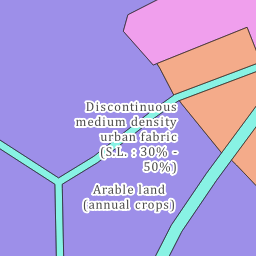 Discontinuous
medium density
urban fabric
(S.L. : 30% -
50%)
Arable land
(annual crops)